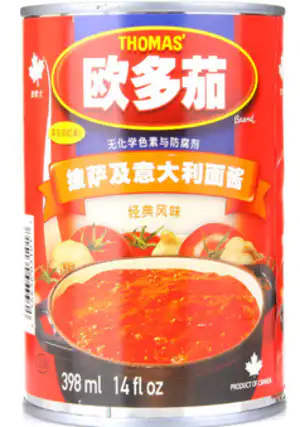 THOMAS'
欧多茄
Brand
无化学色素与防腐剂
披萨及意大利面酱
经典风味
398 ml 14 fl oz
PRODUCT OF CANADA